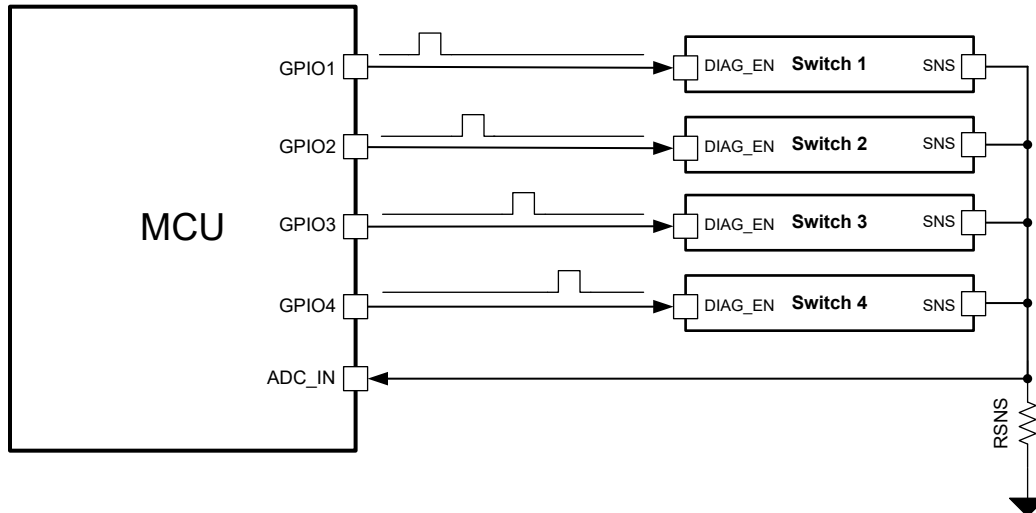 GPIO1
DIAG_EN Switch 1 SNS
GPIO2
DIAG_EN Switch 2 SNS
MCU
GPIO3
DIAG_EN Switch 3 SNS
GPIO4
DIAG_EN Switch 4 SNS
ADC_IN
RSNS